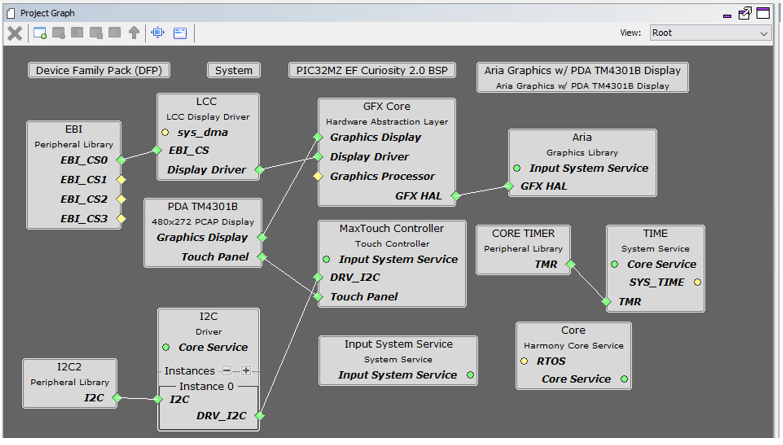 Project Graph
View: Root
Device Family Pack (DFP)
System
PIC32MZ EF Curiosity 2.0 BSP
Aria Graphics w/ PDA TM4301B Display
Aria Graphics w/ PDA TM4301B Display
EBI
Peripheral Library
EBI_CS0
EBI_CS1
EBI_CS2
EBI_CS3
LCC
LCC Display Driver
sys_dma
EBI_CS
Display Driver
GFX Core
Hardware Abstraction Layer
Graphics Display
Display Driver
Graphics Processor
GFX HAL
Aria
Graphics Library
Input System Service
GFX HAL
PDA TM4301B
480x272 PCAP Display
Graphics Display
Touch Panel
MaxTouch Controller
Touch Controller
Input System Service
DRV_I2C
Touch Panel
CORE TIMER
Peripheral Library
TMR
TIME
System Service
Core Service
SYS_TIME
TMR
I2C
Driver
Core Service
Instances
Instance 0
I2C
DRV_I2C
I2C2
Peripheral Library
I2C
Input System Service
System Service
Input System Service
Core
Harmony Core Service
RTOS
Core Service